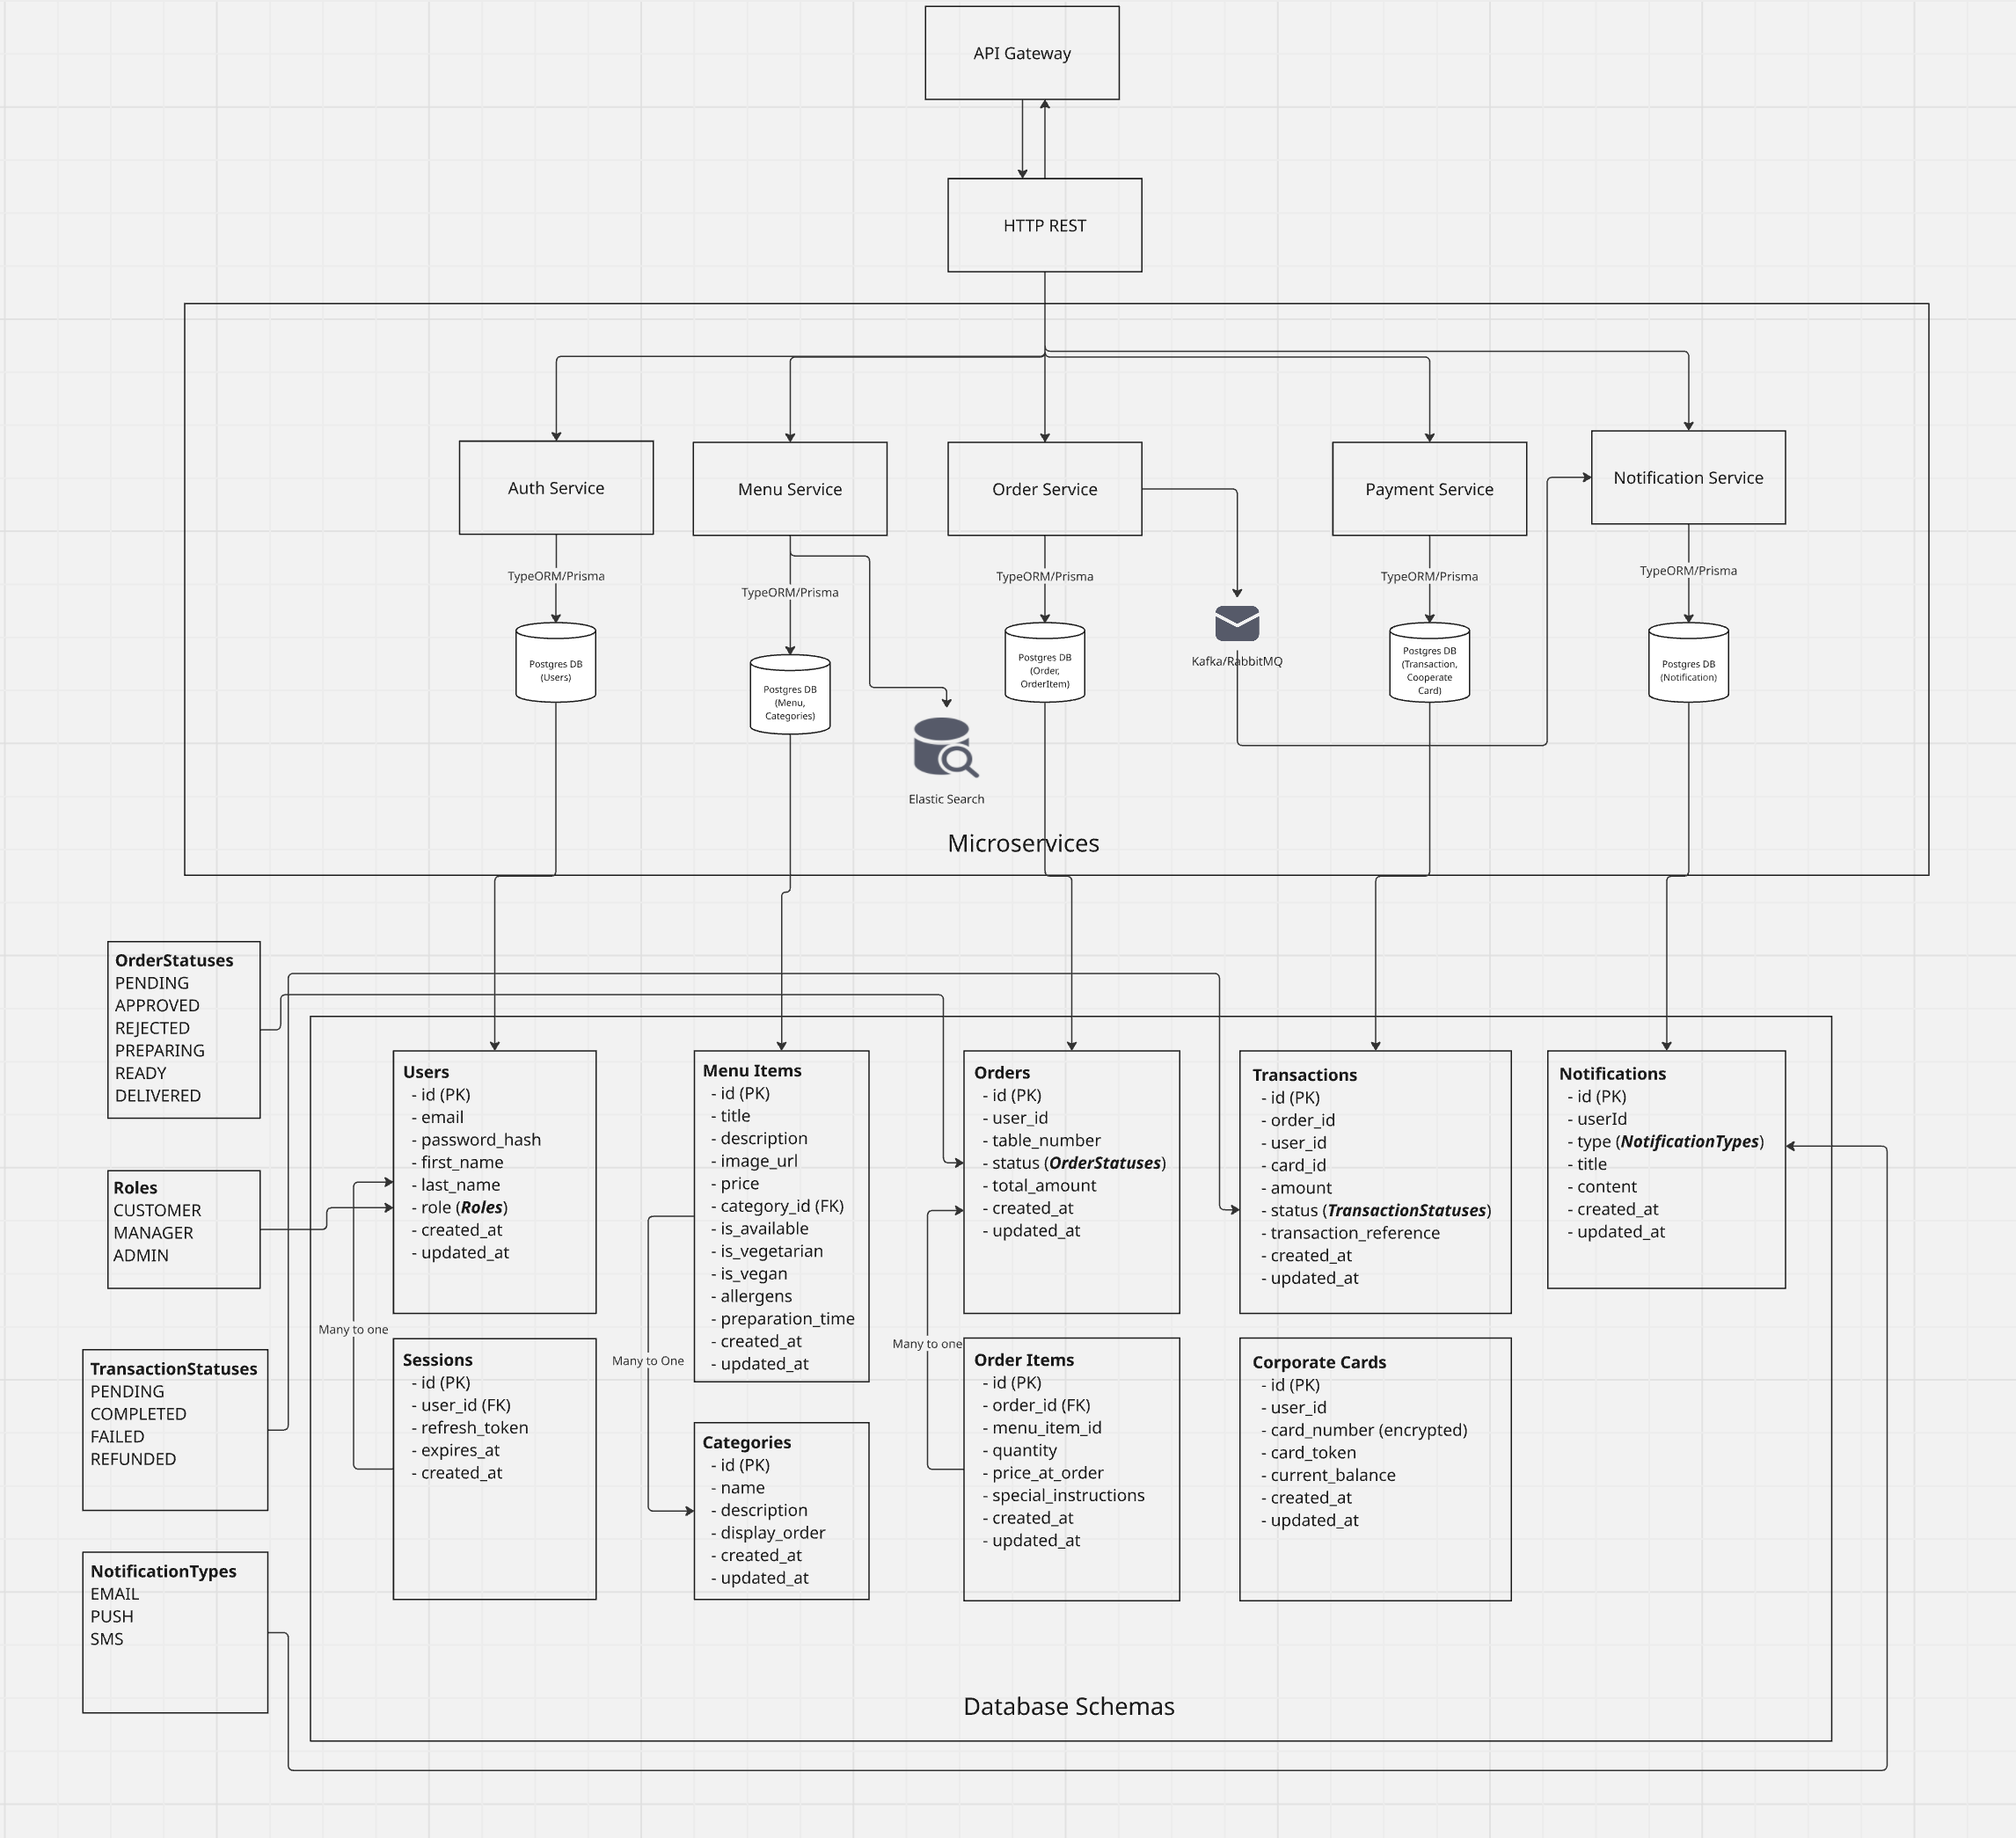 API Gateway
HTTP REST
Auth Service
Menu Service
Order Service
Payment Service
Notification Service
TypeORM/Prisma
TypeORM/Prisma
TypeORM/Prisma
TypeORM/Prisma
TypeORM/Prisma
Postgres DB
(Users)
Postgres DB
(Menu,
Categories)
Elastic Search
Postgres DB
(Order,
OrderItem)
Kafka/RabbitMQ
Postgres DB
(Transaction,
Cooperate
Card)
Postgres DB
(Notification)
Microservices
OrderStatuses
PENDING
APPROVED
REJECTED
PREPARING
READY
DELIVERED
Roles
CUSTOMER
MANAGER
ADMIN
TransactionStatuses
PENDING
COMPLETED
FAILED
REFUNDED
NotificationTypes
EMAIL
PUSH
SMS
Users
- id (PK)
- email
- password_hash
- first_name
- last_name
- role (Roles)
- created_at
- updated_at
Many to one
Sessions
- id (PK)
- user_id (FK)
- refresh_token
- expires_at
- created_at
Menu Items
- id (PK)
- title
- description
- image_url
- price
- category_id (FK)
- is_available
- is_vegetarian
- is_vegan
- allergens
- preparation_time
- created_at
- updated_at
Many to One
Categories
- id (PK)
- name
- description
- display_order
- created_at
- updated_at
Orders
- id (PK)
- user_id
- table_number
- status (OrderStatuses)
- total_amount
- created_at
- updated_at
Many to one
Order Items
- id (PK)
- order_id (FK)
- menu_item_id
- quantity
- price_at_order
- special_instructions
- created_at
- updated_at
Transactions
- id (PK)
- order_id
- user_id
- card_id
- amount
- status (TransactionStatuses)
- transaction_reference
- created_at
- updated_at
Corporate Cards
- id (PK)
- user_id
- card_number (encrypted)
- card_token
- current_balance
- created_at
- updated_at
Notifications
- id (PK)
- userId
- type (NotificationTypes)
- title
- content
- created_at
- updated_at
Database Schemas